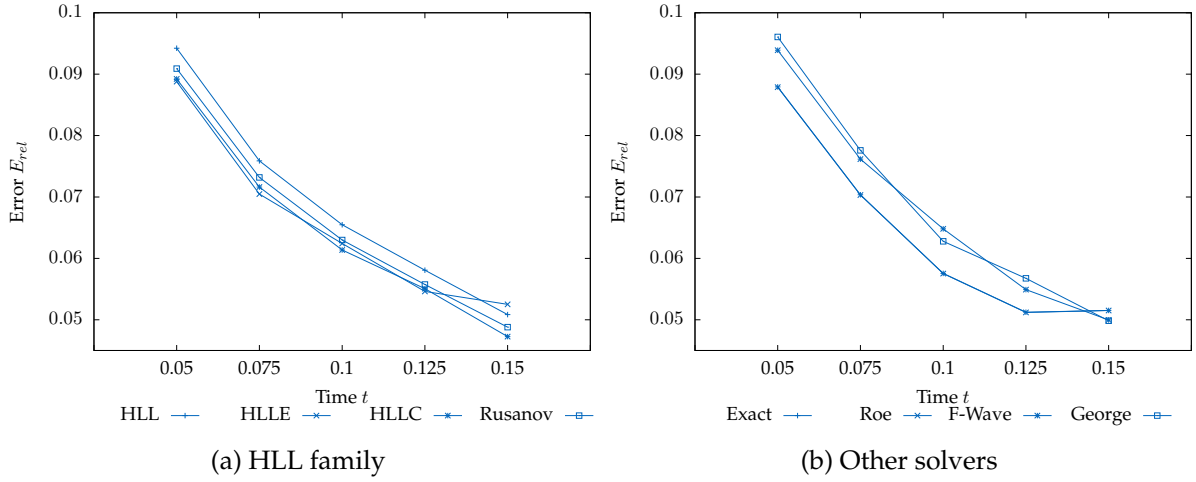 0.1
0.09
0.08
0.07
0.06
0.05
Error E_rel
0.05 0.075 0.1 0.125 0.15
Time t
HLL HLLE HLLC Rusanov
(a) HLL family
0.1
0.09
0.08
0.07
0.06
0.05
Error E_rel
0.05 0.075 0.1 0.125 0.15
Time t
Exact Roe F-Wave George
(b) Other solvers